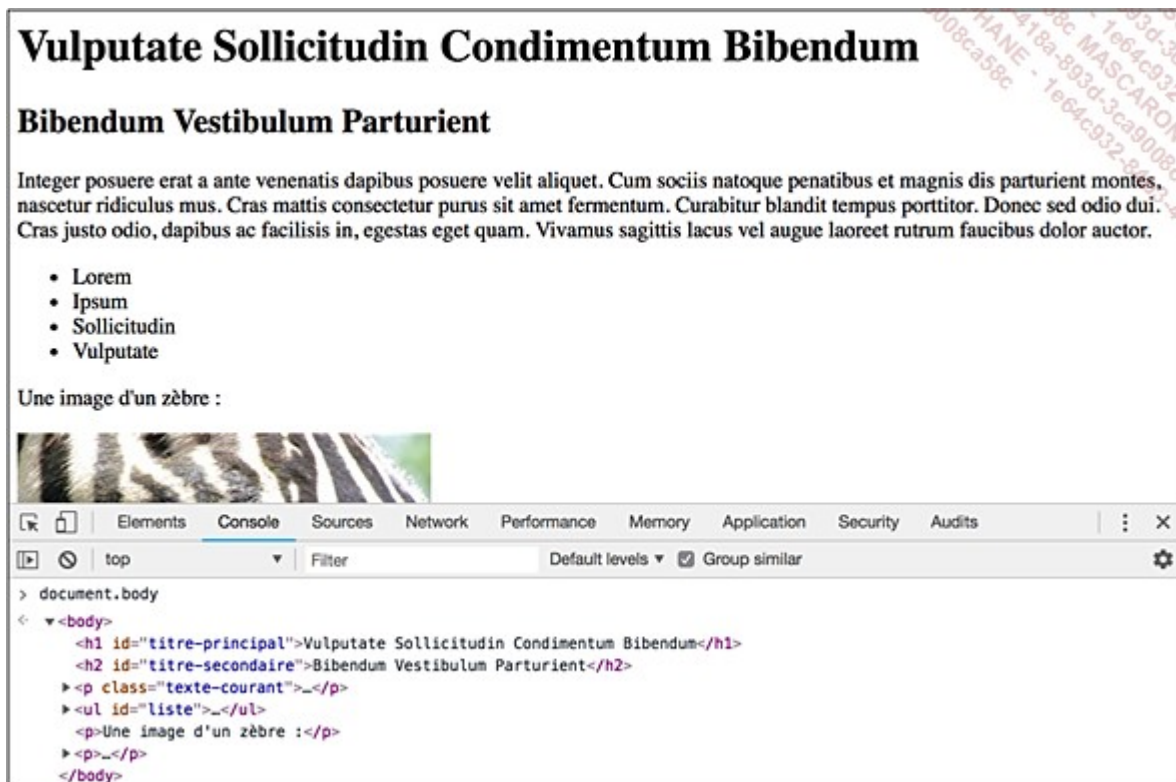 Vulputate Sollicitudin Condimentum Bibendum
Bibendum Vestibulum Parturient
Integer posuere erat a ante venenatis dapibus posuere velit aliquet. Cum sociis natoque penatibus et magnis dis parturient montes,
nascetur ridiculus mus. Cras mattis consectetur purus sit amet fermentum. Curabitur blandit tempus porttitor. Donec sed odio dui.
Cras justo odio, dapibus ac facilisis in, egestas eget quam. Vivamus sagittis lacus vel augue laoreet rutrum faucibus dolor auctor.
• Lorem
• Ipsum
• Sollicitudin
• Vulputate
Une image d'un zèbre :
Elements Console Sources Network Performance Memory Application Security Audits
top ▼ Filter Default levels ▼ Group similar
> document.body
<body>
<h1 id="titre-principal">Vulputate Sollicitudin Condimentum Bibendum</h1>
<h2 id="titre-secondaire">Bibendum Vestibulum Parturient</h2>
<p class="texte-courant">…</p>
<ul id="liste">…</ul>
<p>Une image d'un zèbre :</p>
<p>…</p>
</body>